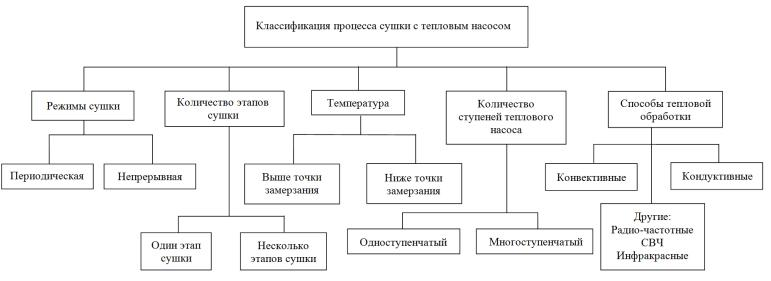 Классификация процесса сушки с тепловым насосом
Режимы сушки
Количество этапов
сушки
Температура
Количество
ступеней теплового
насоса
Способы тепловой
обработки
Периодическая
Непрерывная
Выше точки
замерзания
Ниже точки
замерзания
Конвективные
Кондуктивные
Один этап
сушки
Несколько
этапов сушки
Одноступенчатый
Многоступенчатый
Другие:
Радио-частотные
СВЧ
Инфракрасные